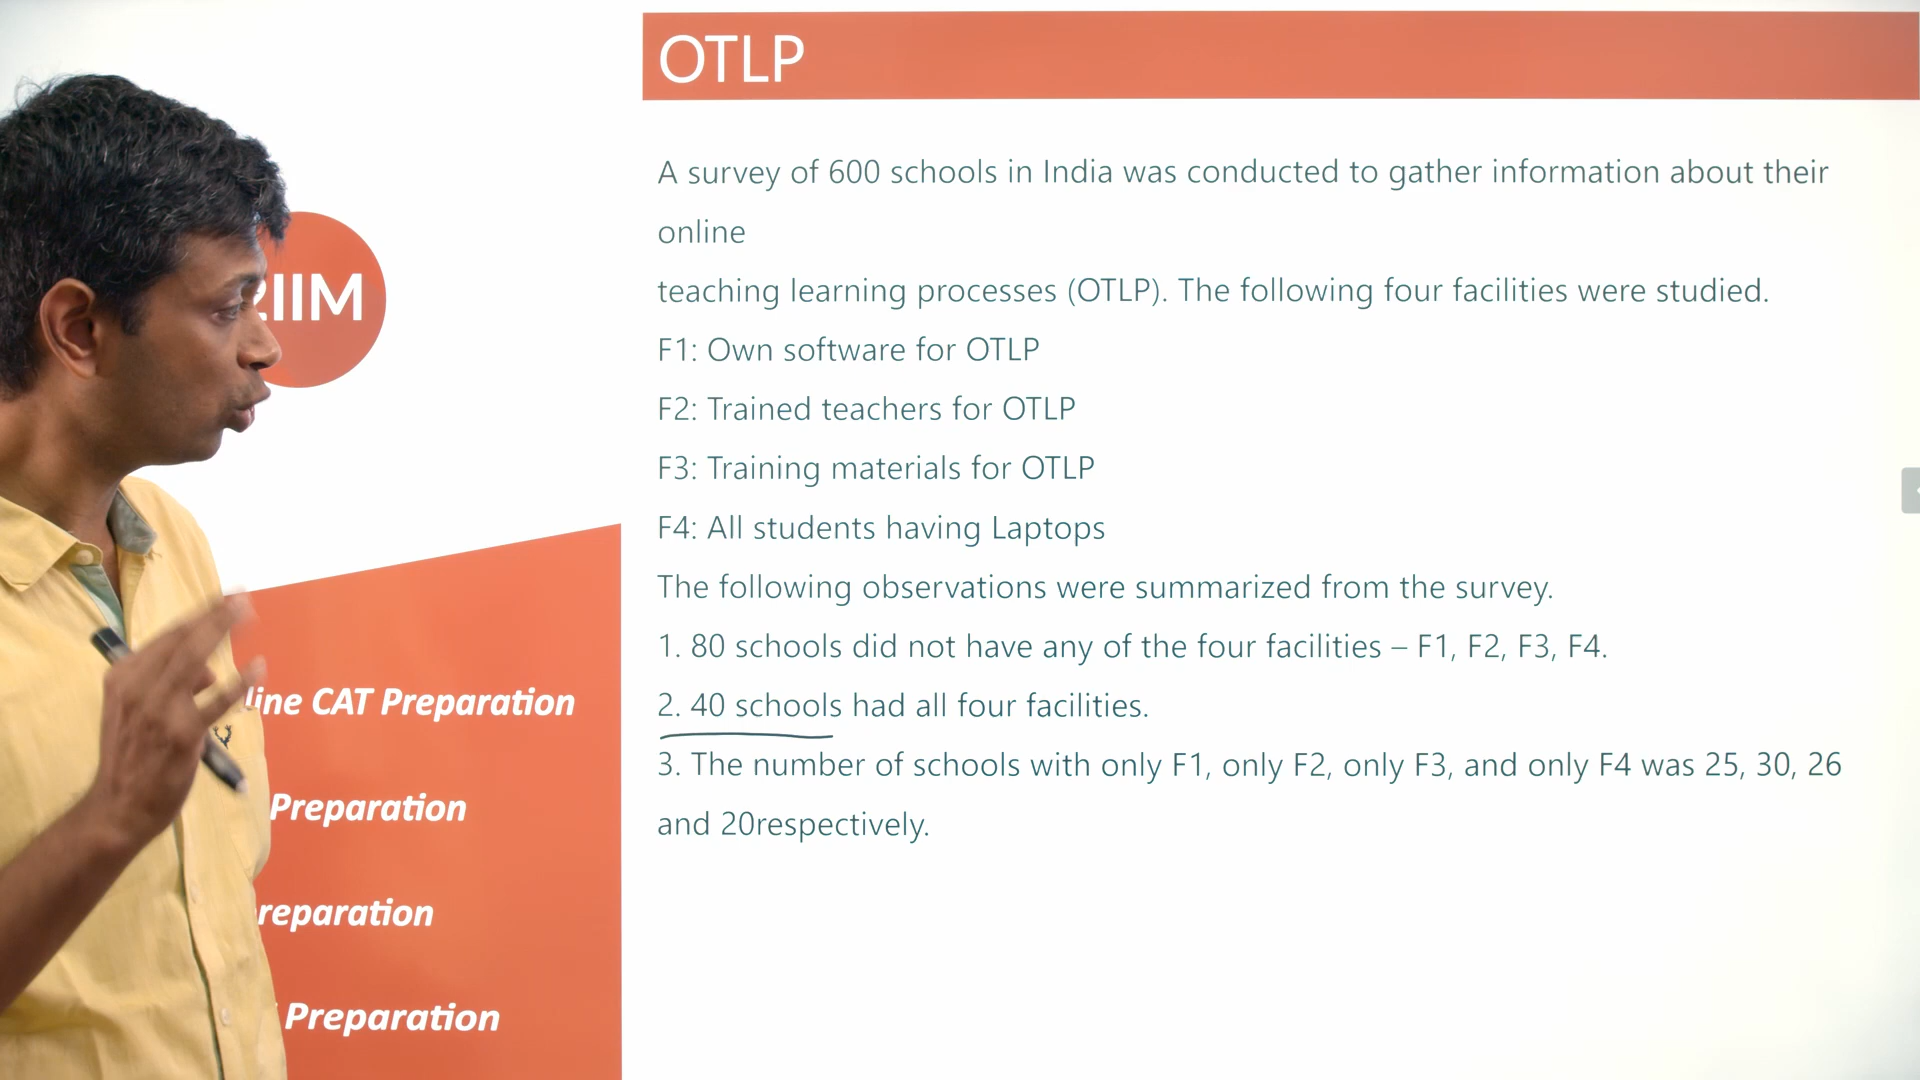 OTLP
A survey of 600 schools in India was conducted to gather information about their
online
teaching learning processes (OTLP). The following four facilities were studied.
F1: Own software for OTLP
F2: Trained teachers for OTLP
F3: Training materials for OTLP
F4: All students having Laptops
The following observations were summarized from the survey.
1. 80 schools did not have any of the four facilities – F1, F2, F3, F4.
2. 40 schools had all four facilities.
3. The number of schools with only F1, only F2, only F3, and only F4 was 25, 30, 26
and 20respectively.
IIM
CAT Preparation
Preparation
Preparation